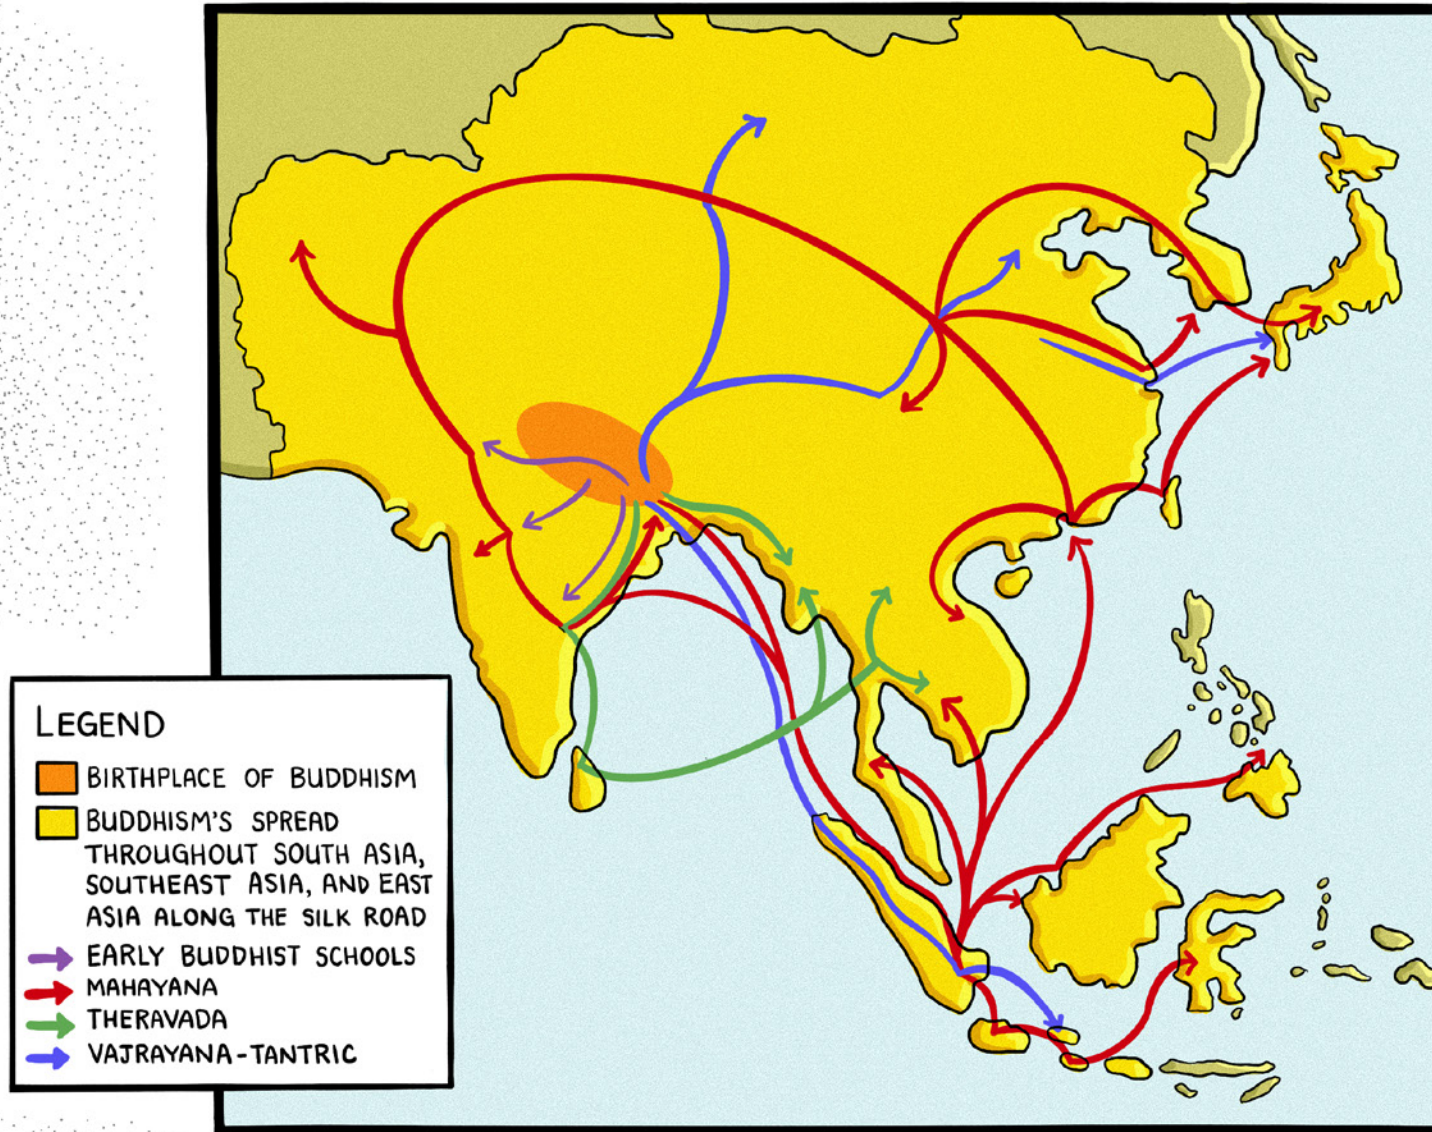 LEGEND
BIRTHPLACE OF BUDDHISM
BUDDHISM'S SPREAD
THROUGHOUT SOUTH ASIA,
SOUTHEAST ASIA, AND EAST
ASIA ALONG THE SILK ROAD
EARLY BUDDHIST SCHOOLS
MAHAYANA
THERAVADA
VAJRAYANA-TANTRIC